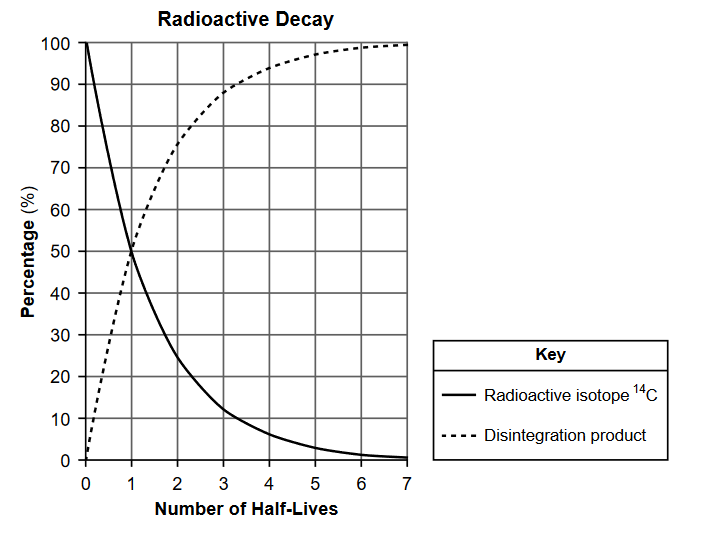 Radioactive Decay
Percentage (%)
100
90
80
70
60
50
40
30
20
10
0
0 1 2 3 4 5 6 7
Number of Half-Lives
Key
Radioactive isotope ¹⁴C
Disintegration product